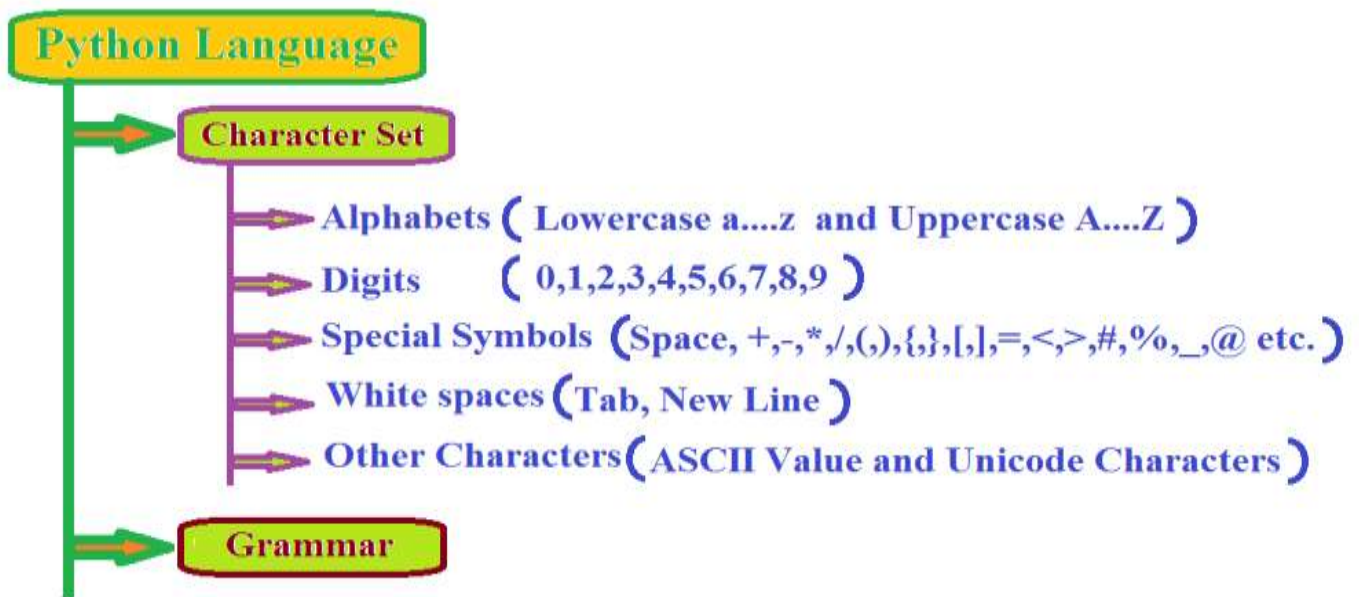 Python Language
Character Set
Alphabets ( Lowercase a....z and Uppercase A....Z )
Digits ( 0,1,2,3,4,5,6,7,8,9 )
Special Symbols (Space, +,-,*,/,(,),{,},[,],=,<,>,#,%,_,@ etc.)
White spaces (Tab, New Line )
Other Characters(ASCII Value and Unicode Characters )
Grammar